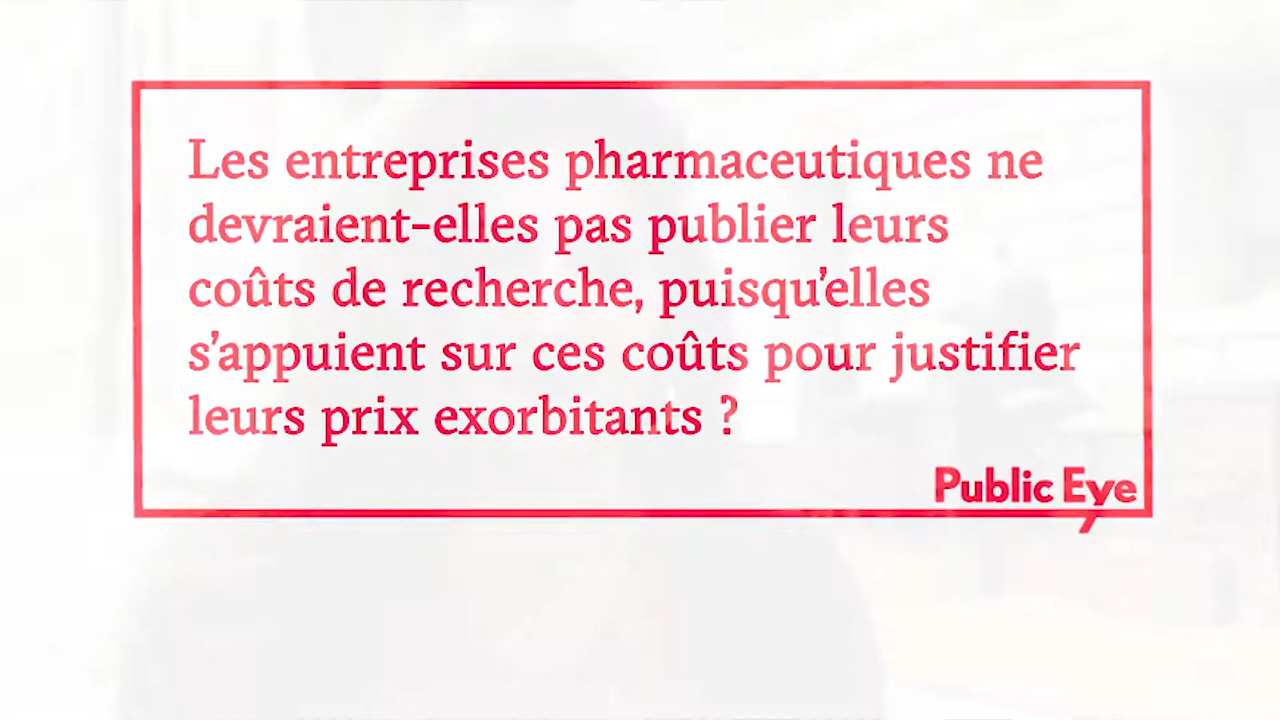 Les entreprises pharmaceutiques ne
devraient-elles pas publier leurs
coûts de recherche, puisqu’elles
s’appuient sur ces coûts pour justifier
leurs prix exorbitants ?
Public Eye